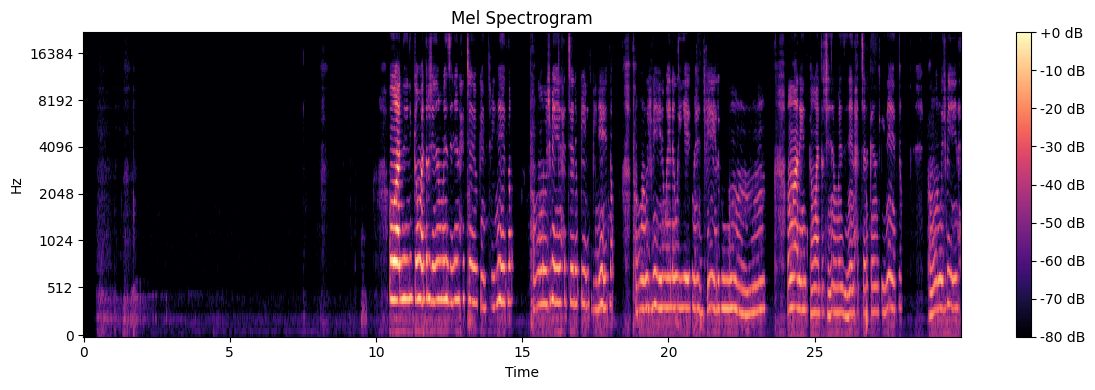 Mel Spectrogram
Hz
16384
8192
4096
2048
1024
512
0
0 5 10 15 20 25
Time
+0 dB
-10 dB
-20 dB
-30 dB
-40 dB
-50 dB
-60 dB
-70 dB
-80 dB